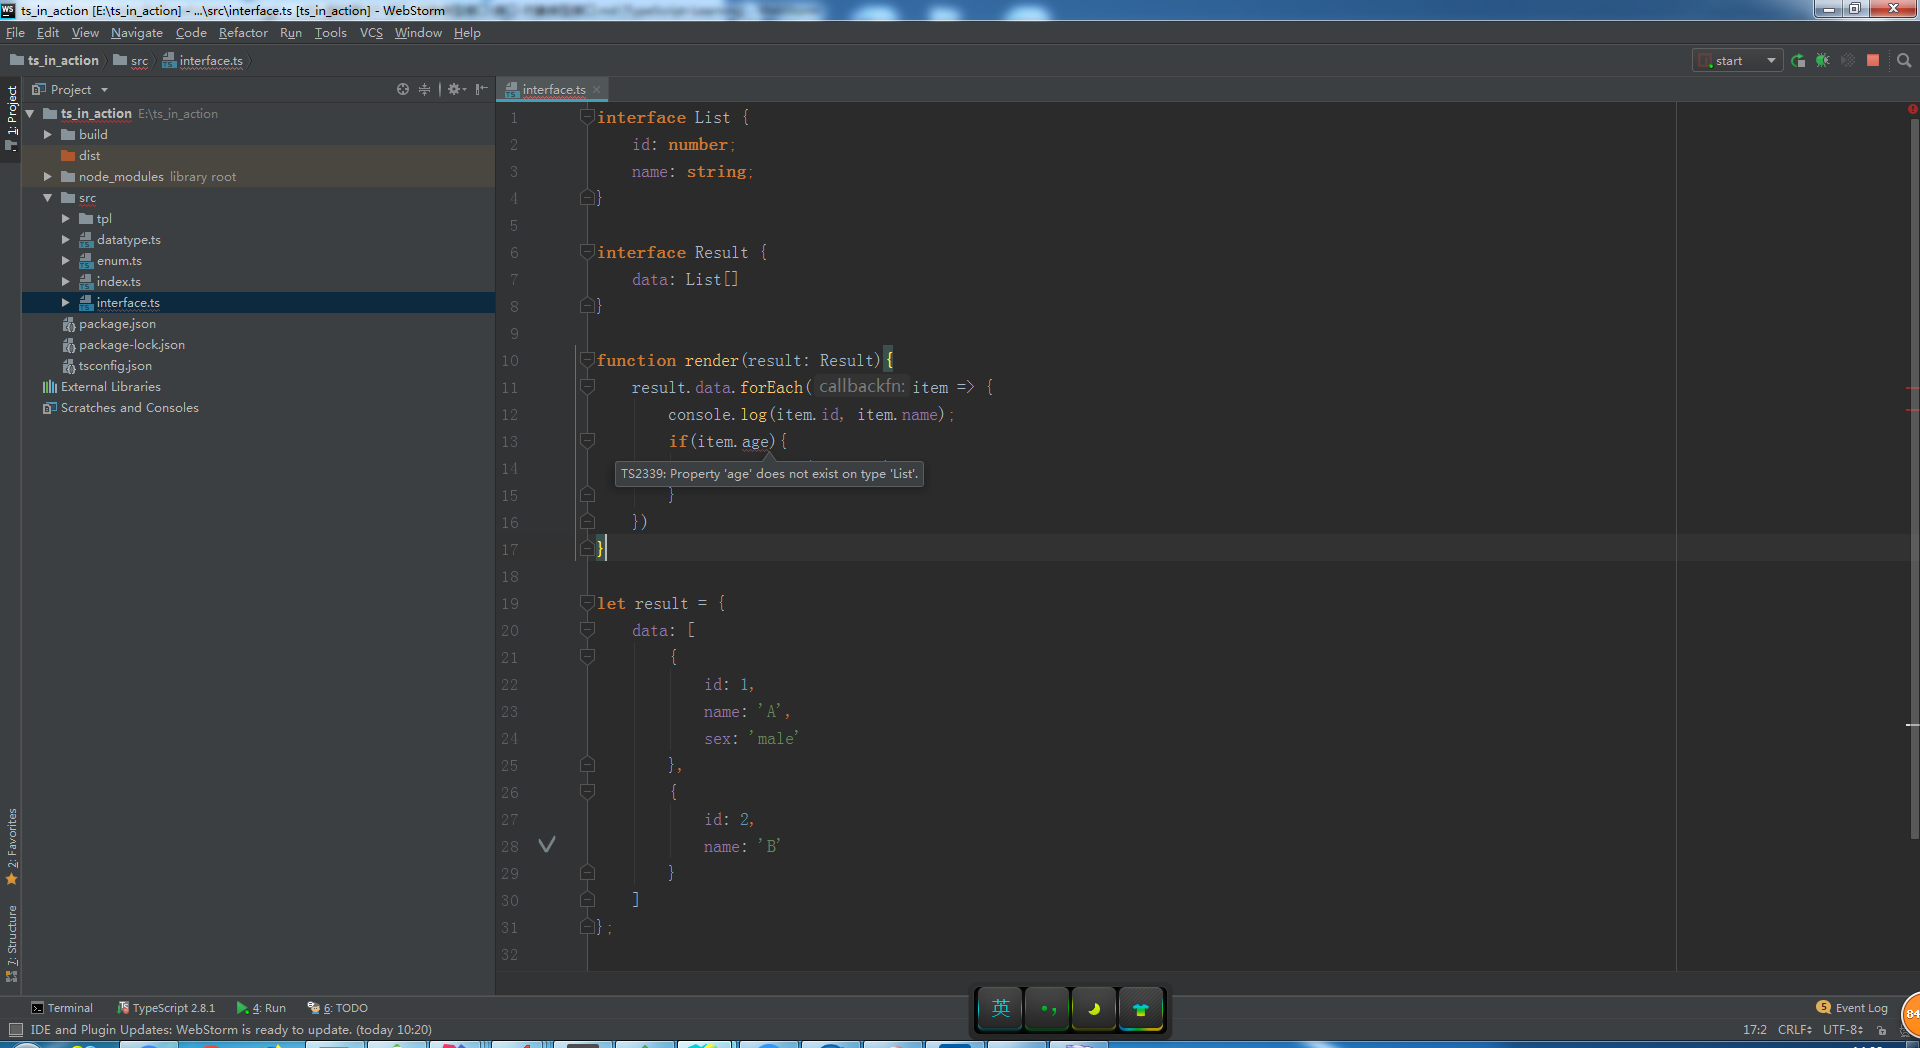 ts_in_action [E:\ts_in_action] - ...\src\interface.ts [ts_in_action] - WebStorm
File Edit View Navigate Code Refactor Run Tools VCS Window Help
ts_in_action src interface.ts start
1: Project
Project
interface.ts
ts_in_action E:\ts_in_action
build
dist
node_modules library root
src
tpl
datatype.ts
enum.ts
index.ts
interface.ts
package.json
package-lock.json
tsconfig.json
External Libraries
Scratches and Consoles
2: Favorites
7: Structure
1 interface List {
2 id: number;
3 name: string;
4 }
5
6 interface Result {
7 data: List[]
8 }
9
10 function render(result: Result){
11 result.data.forEach( callbackfn: item => {
12 console.log(item.id, item.name);
13 if(item.age){
14
TS2339: Property 'age' does not exist on type 'List'.
15 }
16 })
17 }
18
19 let result = {
20 data: [
21 {
22 id: 1,
23 name: 'A',
24 sex: 'male'
25 },
26 {
27 id: 2,
28 name: 'B'
29 }
30 ]
31 };
32
Terminal TypeScript 2.8.1 4: Run 6: TODO
英
5 Event Log
84
IDE and Plugin Updates: WebStorm is ready to update. (today 10:20)
17:2 CRLF UTF-8